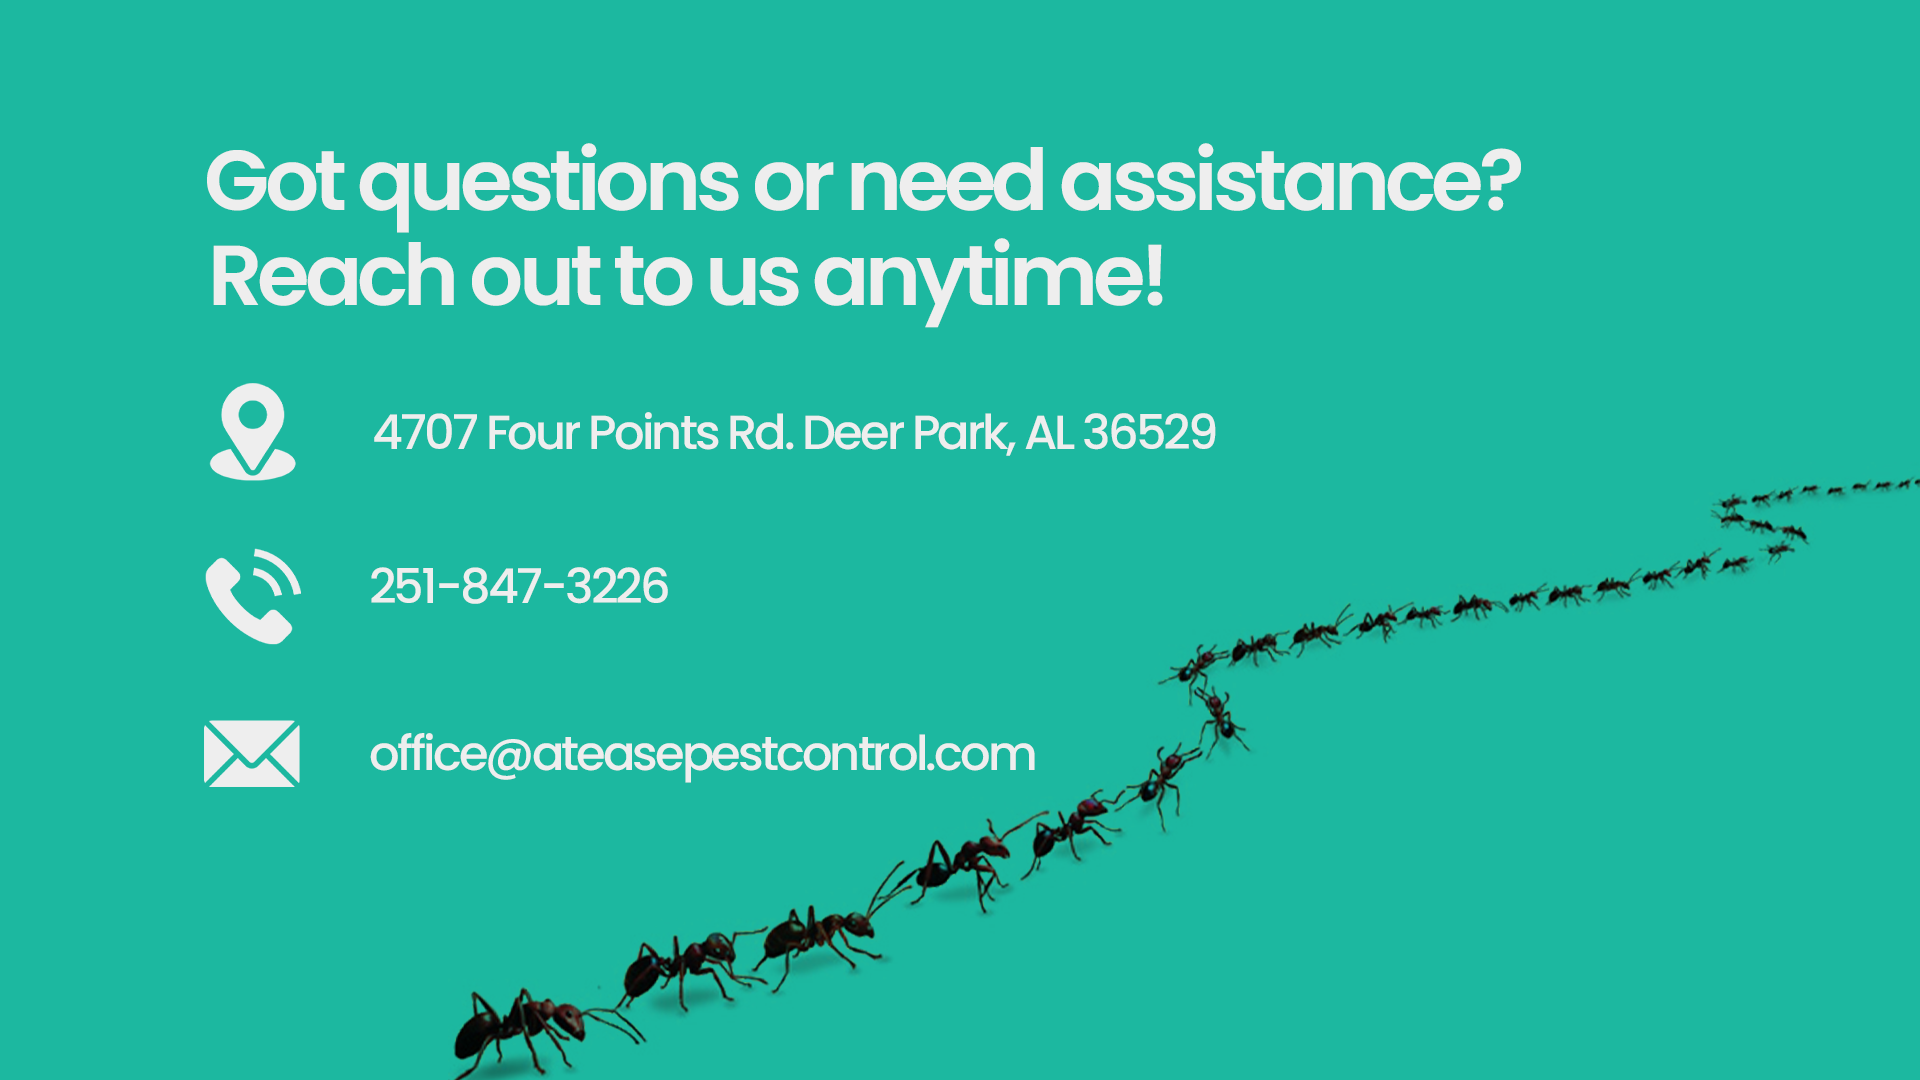 Got questions or need assistance?
Reach out to us anytime!
4707 Four Points Rd. Deer Park, AL 36529
251-847-3226
office@ateasepestcontrol.com